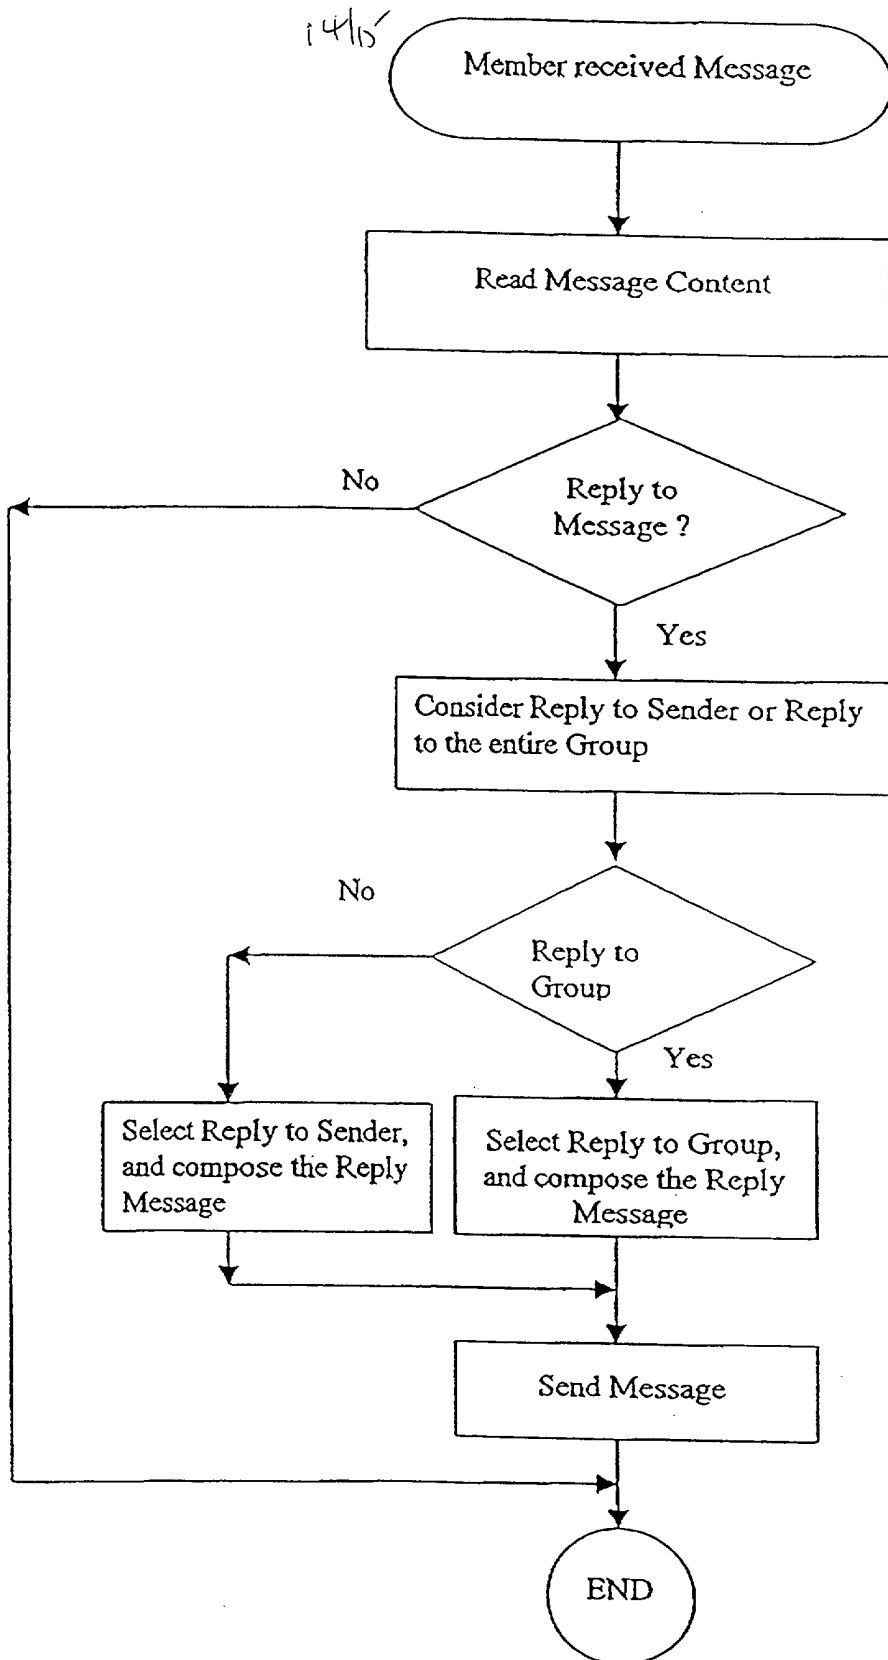 14/15
Member received Message
Read Message Content
No
Reply to
Message ?
Yes
Consider Reply to Sender or Reply
to the entire Group
No
Reply to
Group
Yes
Select Reply to Sender,
and compose the Reply
Message
Select Reply to Group,
and compose the Reply
Message
Send Message
END